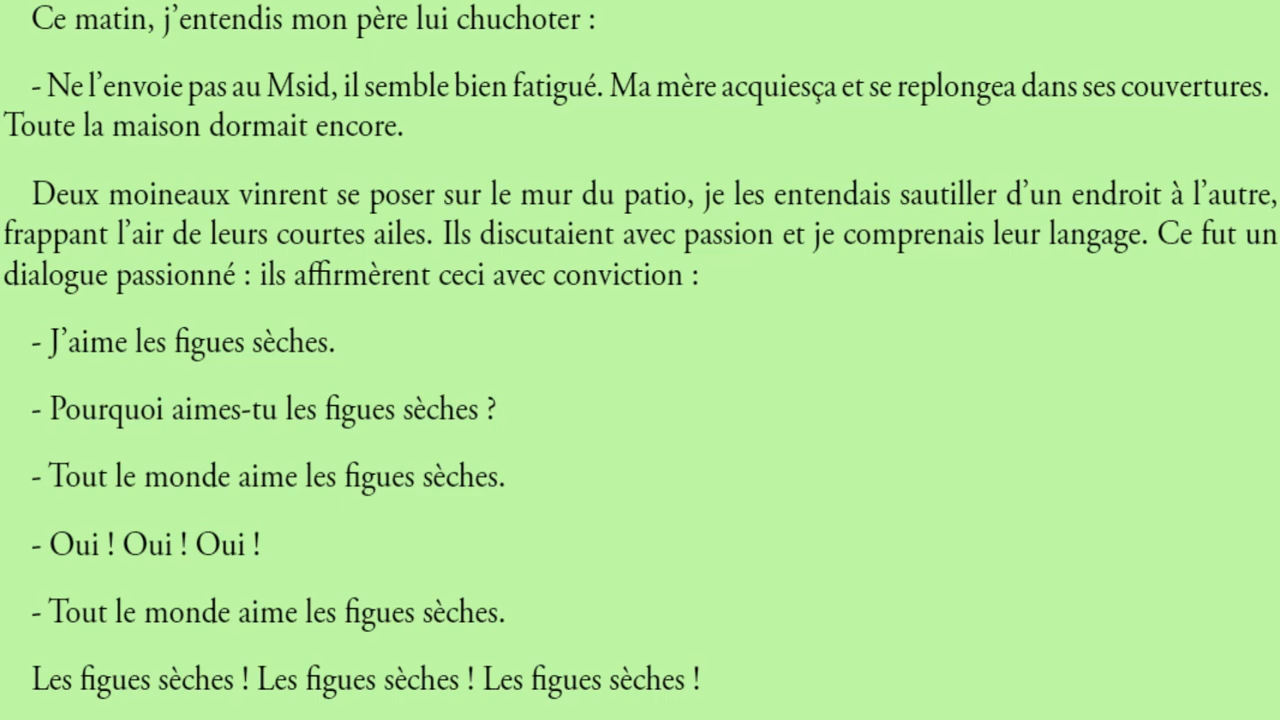 Ce matin, j’entendis mon père lui chuchoter :
- Ne l’envoie pas au Msid, il semble bien fatigué. Ma mère acquiesça et se replongea dans ses couvertures.
Toute la maison dormait encore.
Deux moineaux vinrent se poser sur le mur du patio, je les entendais sautiller d’un endroit à l’autre,
frappant l’air de leurs courtes ailes. Ils discutaient avec passion et je comprenais leur langage. Ce fut un
dialogue passionné : ils affirmèrent ceci avec conviction :
- J’aime les figues sèches.
- Pourquoi aimes-tu les figues sèches ?
- Tout le monde aime les figues sèches.
- Oui ! Oui ! Oui !
- Tout le monde aime les figues sèches.
Les figues sèches ! Les figues sèches ! Les figues sèches !